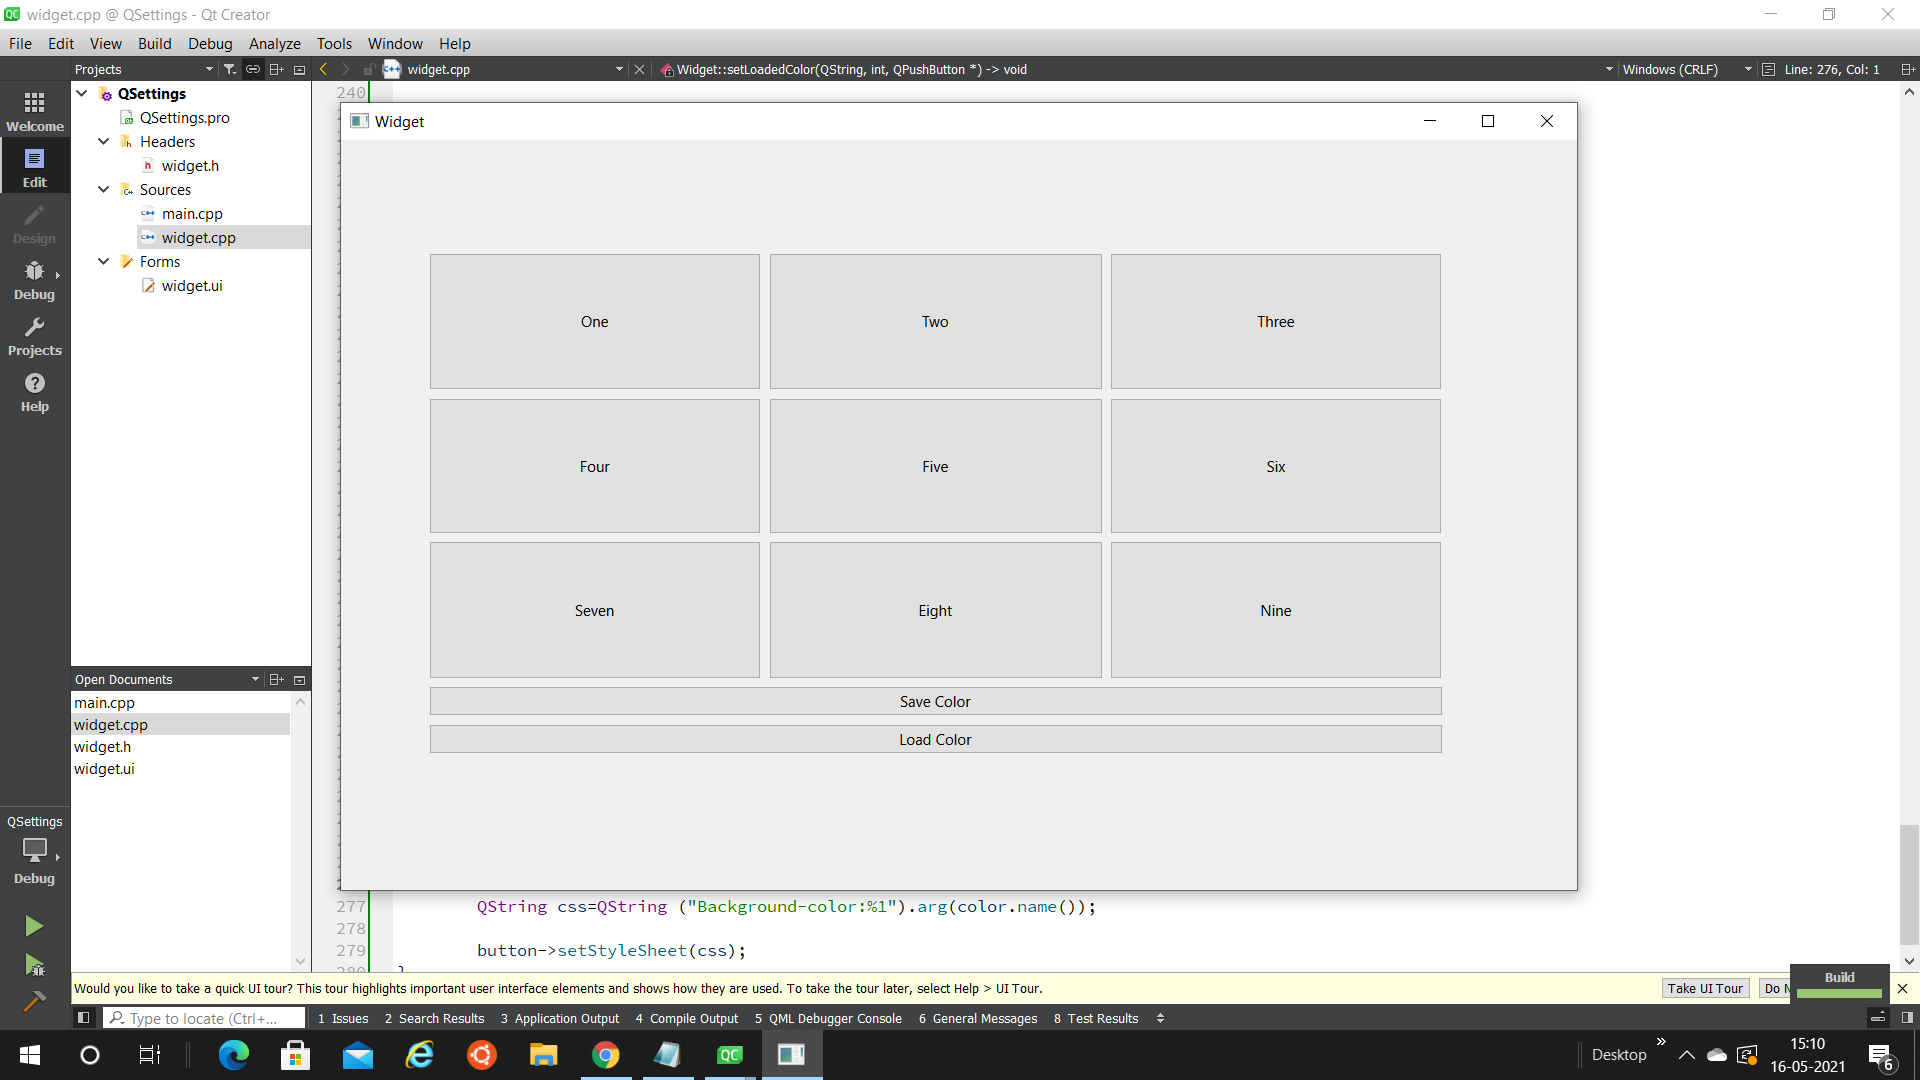 widget.cpp @ QSettings - Qt Creator
File Edit View Build Debug Analyze Tools Window Help
Projects
widget.cpp
Widget::setLoadedColor(QString, int, QPushButton *) -> void
Windows (CRLF)
Line: 276, Col: 1
Welcome
Edit
Design
Debug
Projects
Help
QSettings
QSettings.pro
Headers
widget.h
Sources
main.cpp
widget.cpp
Forms
widget.ui
Open Documents
main.cpp
widget.cpp
widget.h
widget.ui
QSettings
Debug
240
Widget
One Two Three
Four Five Six
Seven Eight Nine
Save Color
Load Color
277 QString css=QString ("Background-color:%1").arg(color.name());
278
279 button->setStyleSheet(css);
280 }
Would you like to take a quick UI tour? This tour highlights important user interface elements and shows how they are used. To take the tour later, select Help > UI Tour.
Take UI Tour
Do N
Build
Type to locate (Ctrl+...
1 Issues 2 Search Results 3 Application Output 4 Compile Output 5 QML Debugger Console 6 General Messages 8 Test Results
Desktop
15:10
16-05-2021
6